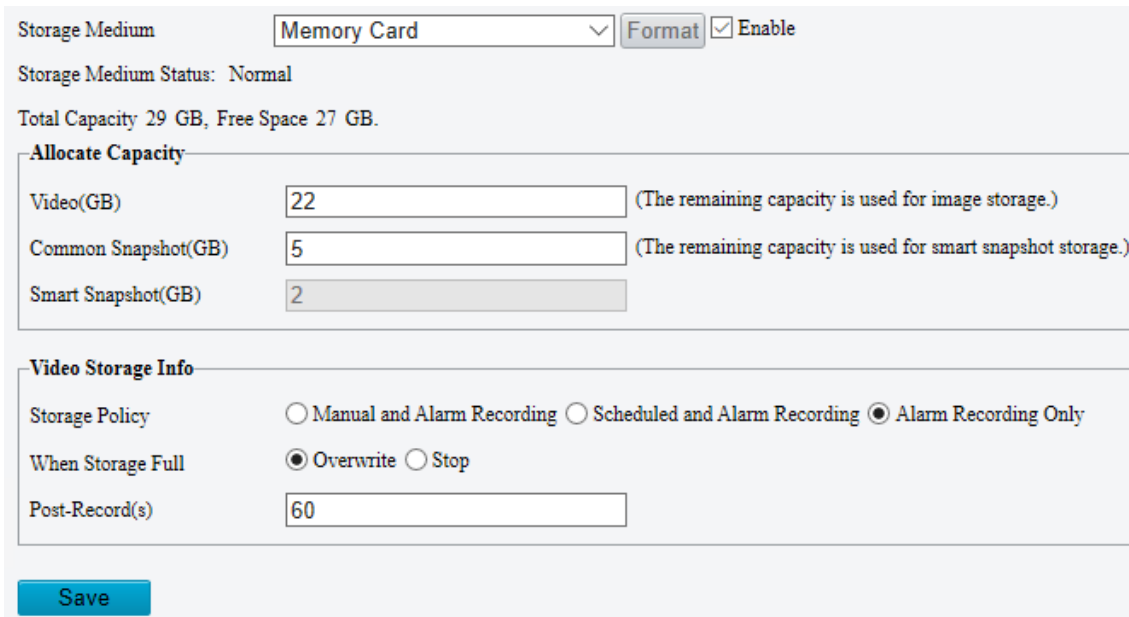 Storage Medium Memory Card Format Enable
Storage Medium Status: Normal
Total Capacity 29 GB, Free Space 27 GB.
Allocate Capacity
Video(GB) 22 (The remaining capacity is used for image storage.)
Common Snapshot(GB) 5 (The remaining capacity is used for smart snapshot storage.)
Smart Snapshot(GB) 2
Video Storage Info
Storage Policy Manual and Alarm Recording Scheduled and Alarm Recording Alarm Recording Only
When Storage Full Overwrite Stop
Post-Record(s) 60
Save